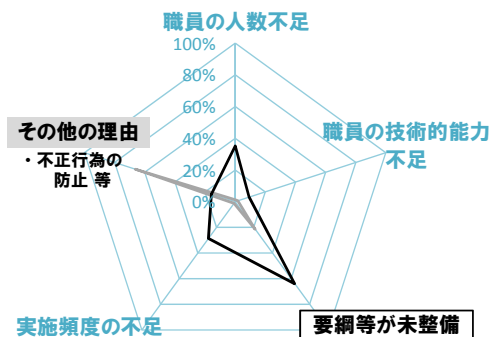 職員の人数不足
100%
80%
60%
40%
20%
0%
職員の技術的能力
不足
要綱等が未整備
実施頻度の不足
その他の理由
・不正行為の
防止 等